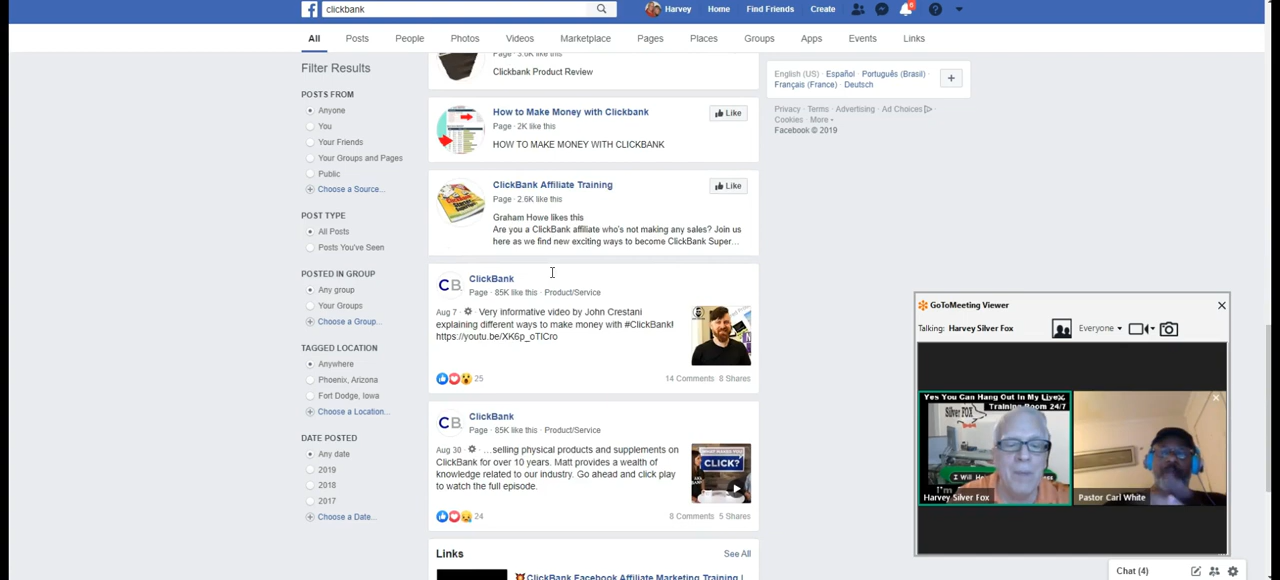 clickbank
Harvey Home Find Friends Create 6
All Posts People Photos Videos Marketplace Pages Places Groups Apps Events Links
Filter Results
POSTS FROM
Anyone
You
Your Friends
Your Groups and Pages
Public
Choose a Source...
POST TYPE
All Posts
Posts You've Seen
POSTED IN GROUP
Any group
Your Groups
Choose a Group...
TAGGED LOCATION
Anywhere
Phoenix, Arizona
Fort Dodge, Iowa
Choose a Location...
DATE POSTED
Any date
2019
2018
2017
Choose a Date...
Page · 3.6K like this
Clickbank Product Review
How to Make Money with Clickbank
Like
Page · 2K like this
HOW TO MAKE MONEY WITH CLICKBANK
ClickBank Affiliate Training
Like
Page · 2.6K like this
Graham Howe likes this
Are you a ClickBank affiliate who's not making any sales? Join us
here as we find new exciting ways to become ClickBank Super...
CB
ClickBank
Page · 85K like this · Product/Service
Aug 7 · Very informative video by John Crestani
explaining different ways to make money with #ClickBank!
https://youtu.be/XK6p_oTlCro
25
14 Comments 8 Shares
CB
ClickBank
Page · 85K like this · Product/Service
Aug 30 · ...selling physical products and supplements on
ClickBank for over 10 years. Matt provides a wealth of
knowledge related to our industry. Go ahead and click play
to watch the full episode.
CLICK?
24
8 Comments 5 Shares
Links
See All
ClickBank Facebook Affiliate Marketing Training |
English (US) · Español · Português (Brasil) ·
Français (France) · Deutsch
Privacy · Terms · Advertising · Ad Choices ·
Cookies · More
Facebook © 2019
GoToMeeting Viewer
Talking: Harvey Silver Fox
Everyone
Yes You Can Hang Out In My Live
Training Room 24/7
Silver FOX
I Will
Harvey Silver Fox
Pastor Carl White
Chat (4)